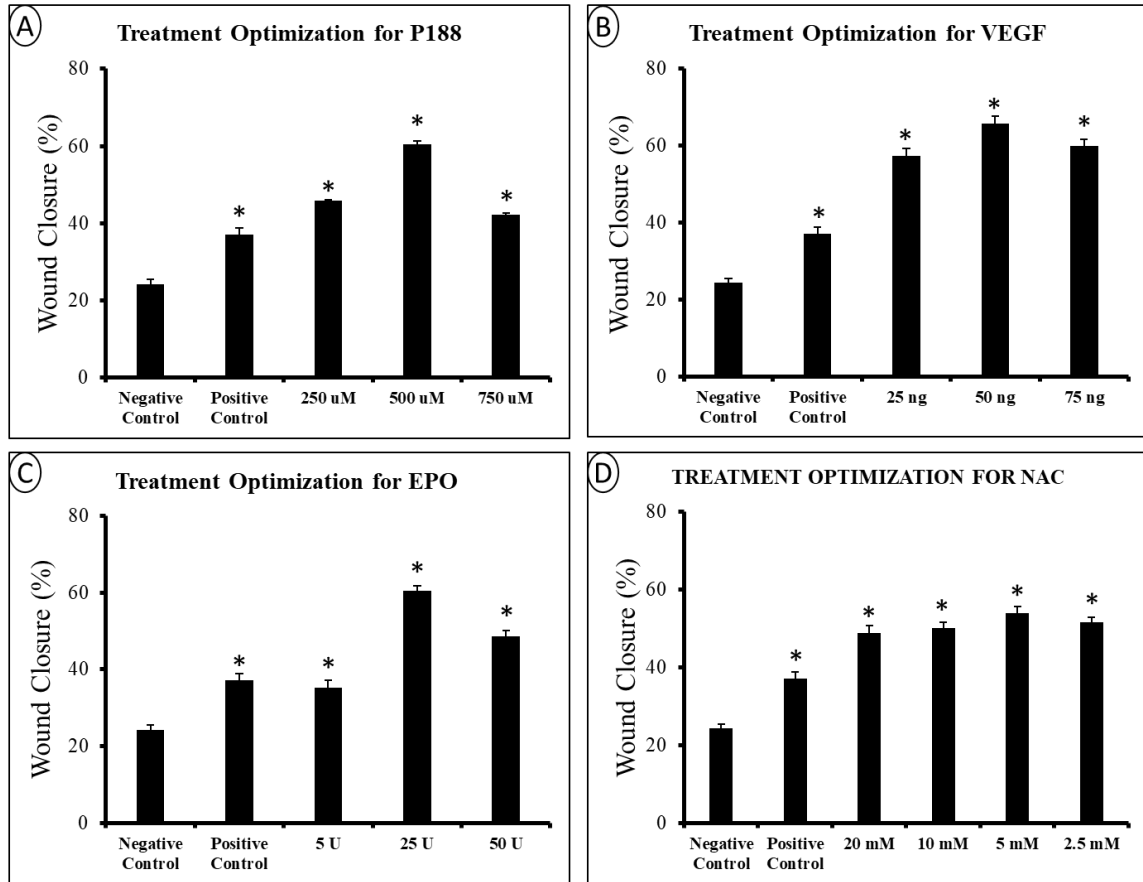 A
Treatment Optimization for P188
Wound Closure (%)
80
60
40
20
0
*
*
*
*
Negative Control
Positive Control
250 uM
500 uM
750 uM
B
Treatment Optimization for VEGF
Wound Closure (%)
80
60
40
20
0
*
*
*
*
Negative Control
Positive Control
25 ng
50 ng
75 ng
C
Treatment Optimization for EPO
Wound Closure (%)
80
60
40
20
0
*
*
*
*
Negative Control
Positive Control
5 U
25 U
50 U
D
TREATMENT OPTIMIZATION FOR NAC
Wound Closure (%)
80
60
40
20
0
*
*
*
*
*
Negative Control
Positive Control
20 mM
10 mM
5 mM
2.5 mM